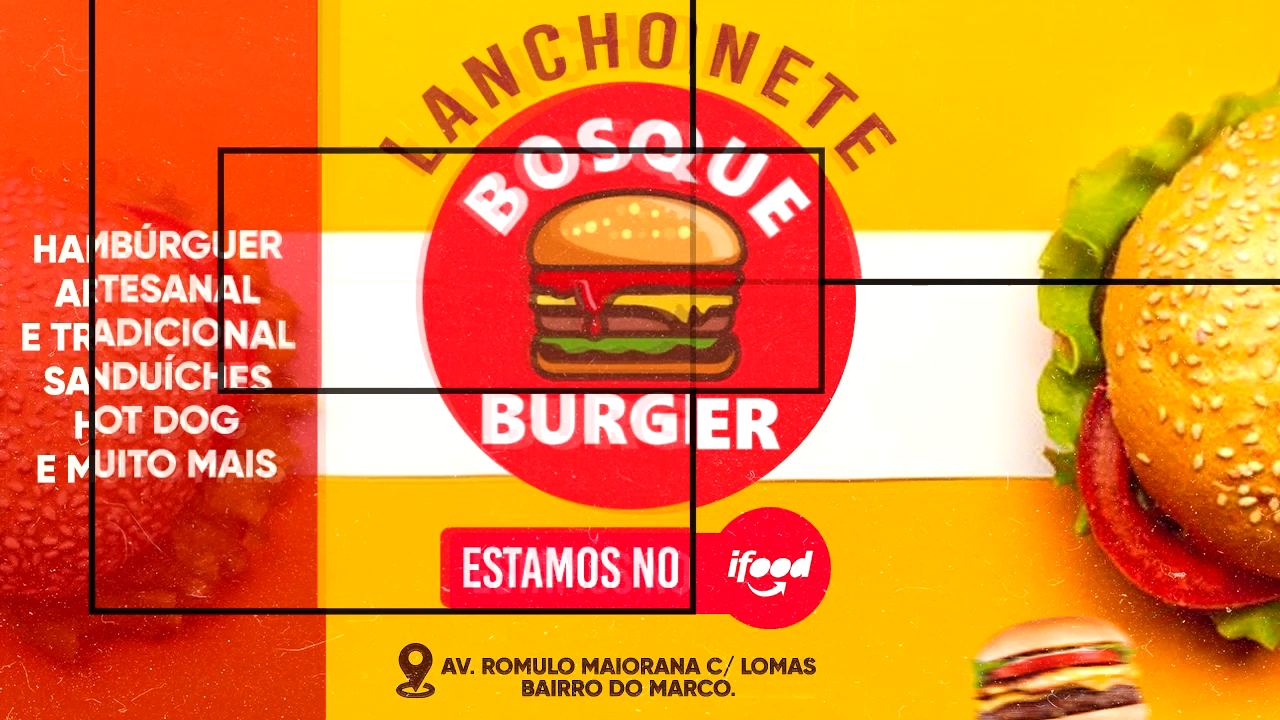 LANCHONETE
BOSQUE
BURGER
HAMBÚRGUER
ARTESANAL
E TRADICIONAL
SANDUÍCHES
HOT DOG
E MUITO MAIS
ESTAMOS NO
ifood
AV. ROMULO MAIORANA C/ LOMAS
BAIRRO DO MARCO.